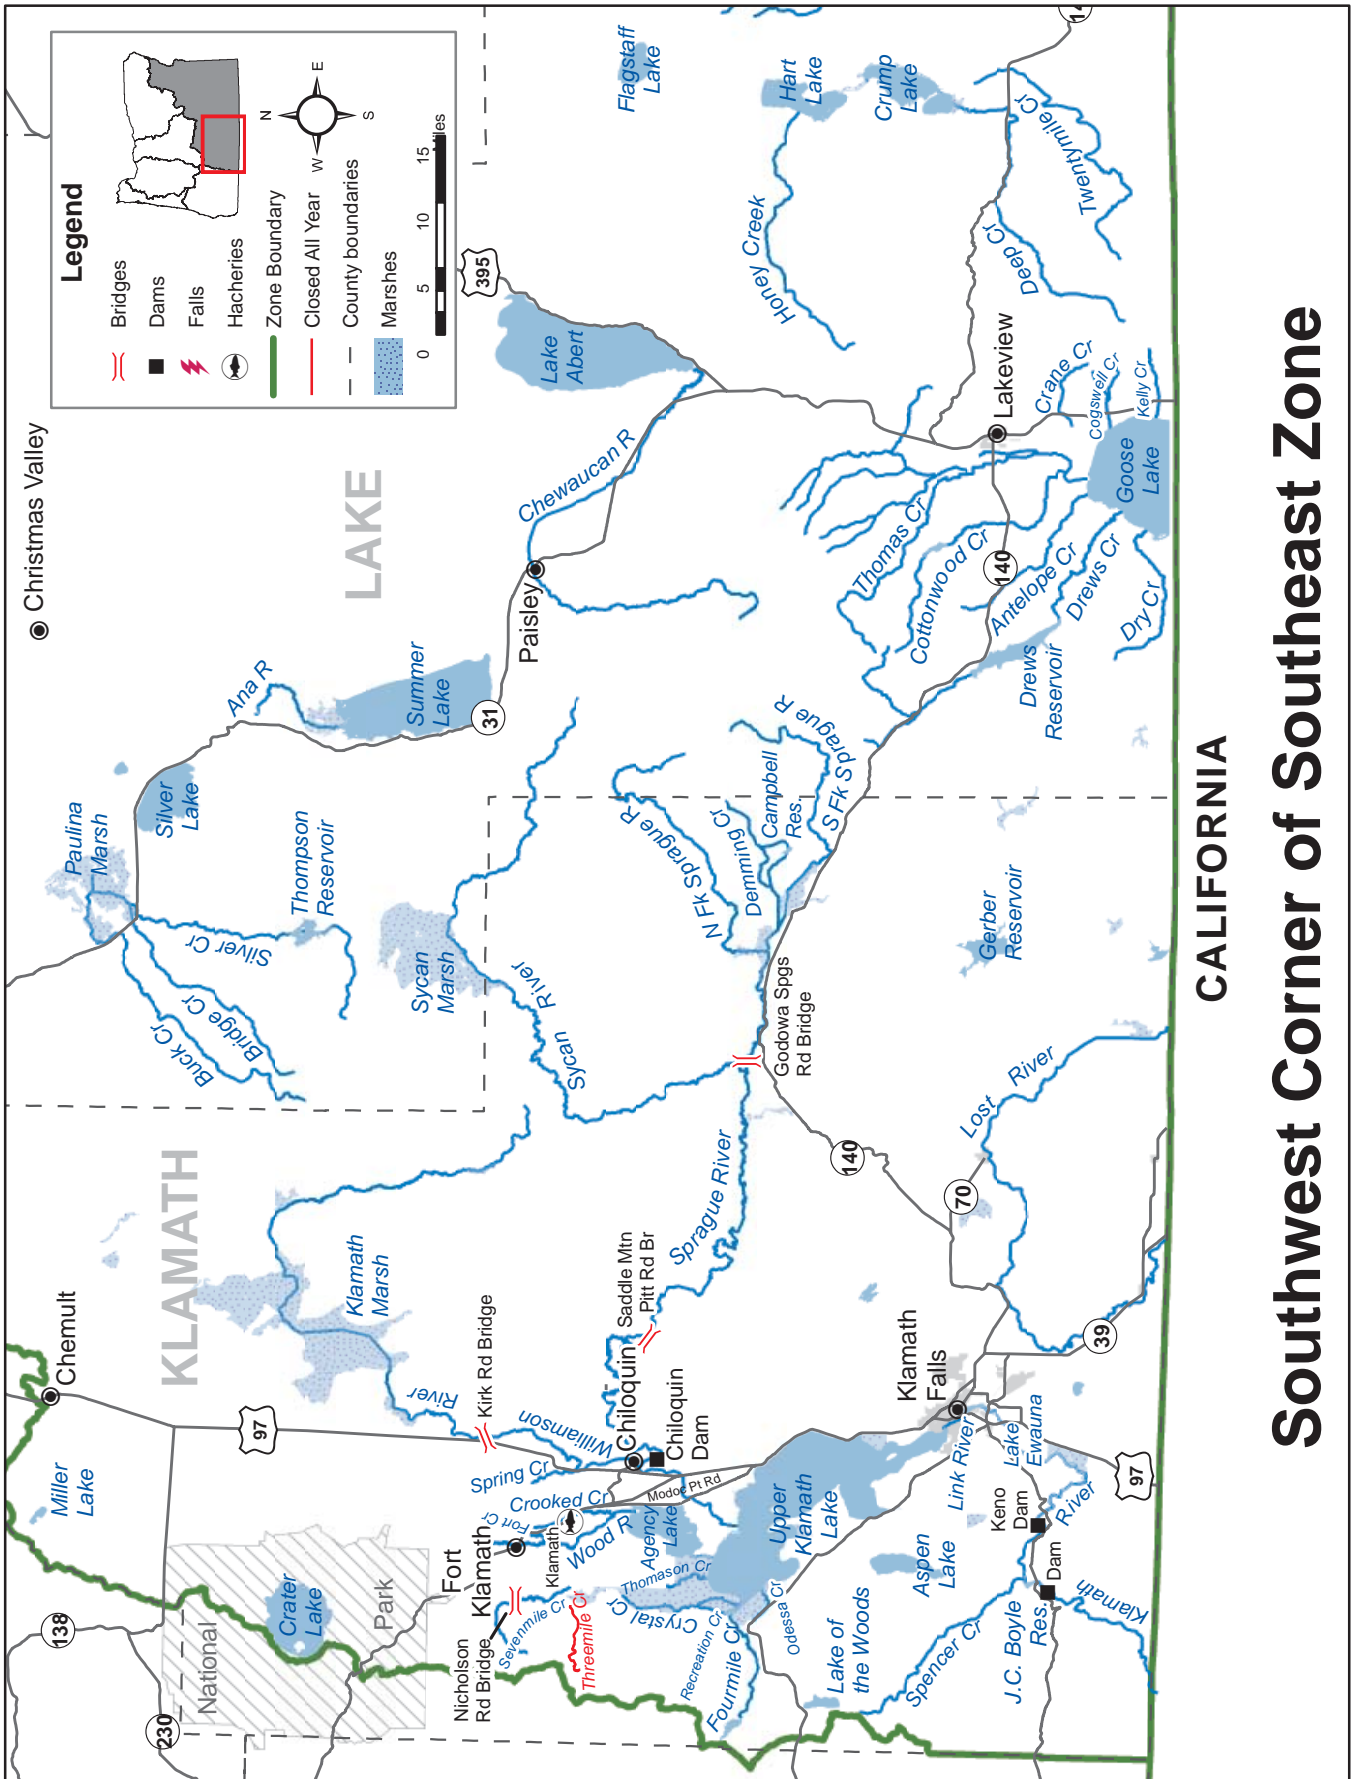 Legend
Bridges
Dams
Falls
Hacheries
Zone Boundary
Closed All Year
County boundaries
Marshes
N
E
S
W
0
5
10
15
iles
138
230
Miller
Lake
Chemult
97
KLAMATH
National
Park
Crater
Lake
Klamath
Marsh
River
Kirk Rd Bridge
Williamson
Spring Cr
Crooked Cr
Fort Cr
Fort
Klamath
Klamath
Nicholson
Rd Bridge
Sevenmile Cr
Threemile Cr
Wood R
Agency
Lake
Thomason Cr
Crystal Cr
Recreation Cr
Fourmile Cr
Odessa Cr
Modoc Pt Rd
Chiloquin
Chiloquin
Dam
Saddle Mtn
Pitt Rd Br
Sprague River
Upper
Klamath
Lake
Lake of
the Woods
Aspen
Lake
Spencer Cr
J.C. Boyle
Res.
Dam
Klamath
River
Keno
Dam
Link River
Lake
Ewauna
Klamath
Falls
97
39
70
140
Lost
River
Gerber
Reservoir
Godowa Spgs
Rd Bridge
Sycan
River
Sycan
Marsh
Buck Cr
Bridge Cr
Silver Cr
Thompson
Reservoir
Paulina
Marsh
Silver
Lake
Christmas Valley
Ana R
Summer
Lake
31
LAKE
Paisley
Chewaucan R
Lake
Abert
395
N Fk Sprague R
Demming Cr
Campbell
Res.
S Fk Sprague R
Drews
Reservoir
Thomas Cr
Cottonwood Cr
140
Antelope Cr
Drews Cr
Dry Cr
Goose
Lake
Lakeview
Crane Cr
Cogswell Cr
Kelly Cr
Honey Creek
Deep Cr
Twentymile Cr
Flagstaff
Lake
Hart
Lake
Crump
Lake
14
CALIFORNIA
Southwest Corner of Southeast Zone